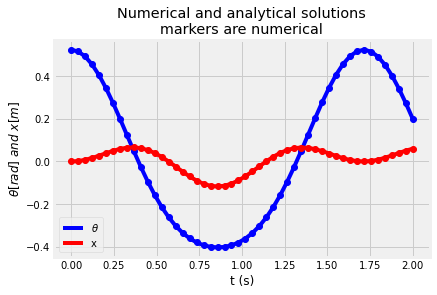 Numerical and analytical solutions
markers are numerical
θ[rad] and x[m]
0.4
0.2
0.0
−0.2
−0.4
θ
x
0.00 0.25 0.50 0.75 1.00 1.25 1.50 1.75 2.00
t (s)